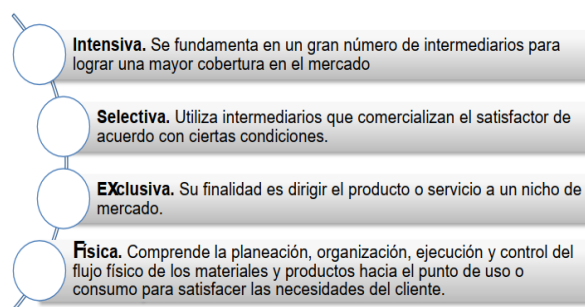 Intensiva. Se fundamenta en un gran número de intermediarios para
lograr una mayor cobertura en el mercado
Selectiva. Utiliza intermediarios que comercializan el satisfactor de
acuerdo con ciertas condiciones.
EXclusiva. Su finalidad es dirigir el producto o servicio a un nicho de
mercado.
Física. Comprende la planeación, organización, ejecución y control del
flujo físico de los materiales y productos hacia el punto de uso o
consumo para satisfacer las necesidades del cliente.